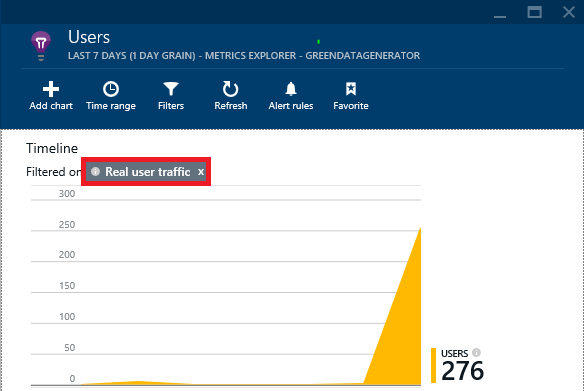 Users
LAST 7 DAYS (1 DAY GRAIN) - METRICS EXPLORER - GREENDATAGENERATOR
Add chart Time range Filters Refresh Alert rules Favorite
Timeline
Filtered on Real user traffic x
300
250
200
150
100
50
0
USERS
276